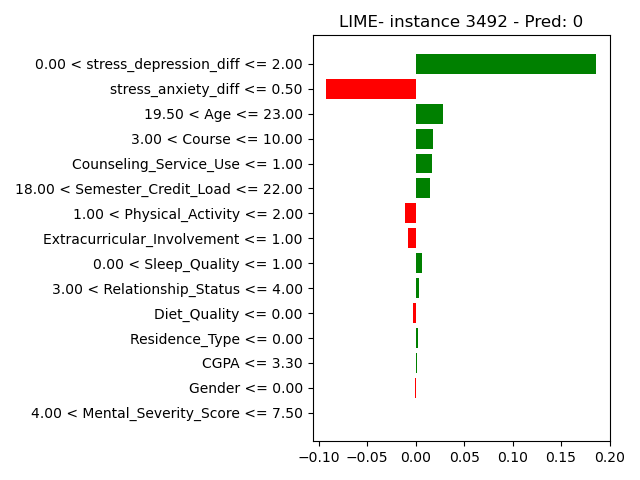 LIME- instance 3492 - Pred: 0
0.00 < stress_depression_diff <= 2.00
stress_anxiety_diff <= 0.50
19.50 < Age <= 23.00
3.00 < Course <= 10.00
Counseling_Service_Use <= 1.00
18.00 < Semester_Credit_Load <= 22.00
1.00 < Physical_Activity <= 2.00
Extracurricular_Involvement <= 1.00
0.00 < Sleep_Quality <= 1.00
3.00 < Relationship_Status <= 4.00
Diet_Quality <= 0.00
Residence_Type <= 0.00
CGPA <= 3.30
Gender <= 0.00
4.00 < Mental_Severity_Score <= 7.50
−0.10 −0.05 0.00 0.05 0.10 0.15 0.20